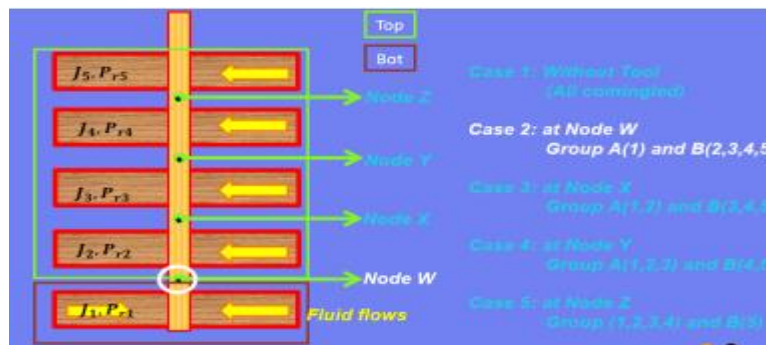 Top
Bot
J5, Pr5
J4, Pr4
J3, Pr3
J2, Pr2
J1, Pr1
Node Z
Node Y
Node X
Node W
Fluid flows
Case 1: Without Tool
(All comingled)
Case 2: at Node W
Group A(1) and B(2,3,4,5
Case 3: at Node X
Group A(1,2) and B(3,4,5
Case 4: at Node Y
Group A(1,2,3) and B(4,5
Case 5: at Node Z
Group (1,2,3,4) and B(5)